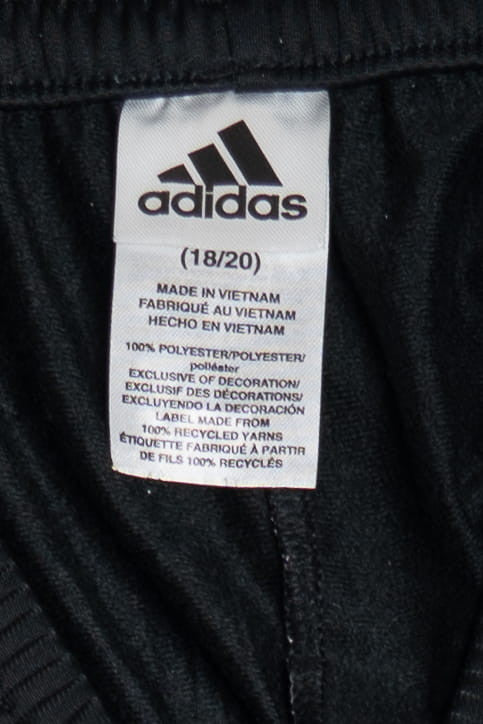 adidas
(18/20)
MADE IN VIETNAM
FABRIQUÉ AU VIETNAM
HECHO EN VIETNAM
100% POLYESTER/POLYESTER/
poliéster
EXCLUSIVE OF DECORATION/
EXCLUSIF DES DÉCORATIONS/
EXCLUYENDO LA DECORACIÓN
LABEL MADE FROM
100% RECYCLED YARNS
ÉTIQUETTE FABRIQUÉ À PARTIR
DE FILS 100% RECYCLÉS